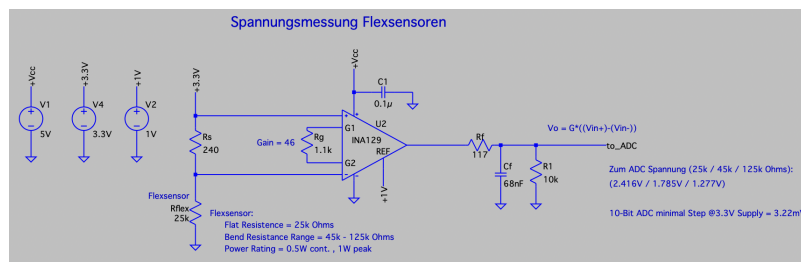 Spannungsmessung Flexsensoren
+Vcc
+3.3V
+1V
V1
5V
V4
3.3V
V2
1V
+3.3V
Rs
240
Flexsensor
Rflex
25k
Gain = 46
Rg
1.1k
+Vcc
C1
0.1µ
U2
G1
INA129
REF
G2
+1V
Rf
117
Cf
68nF
R1
10k
Vo = G*((Vin+)-(Vin-))
to_ADC
Zum ADC Spannung (25k / 45k / 125k Ohms):
(2.416V / 1.785V / 1.277V)
10-Bit ADC minimal Step @3.3V Supply = 3.22m
Flexsensor:
Flat Resistence = 25k Ohms
Bend Resistance Range = 45k - 125k Ohms
Power Rating = 0.5W cont. , 1W peak